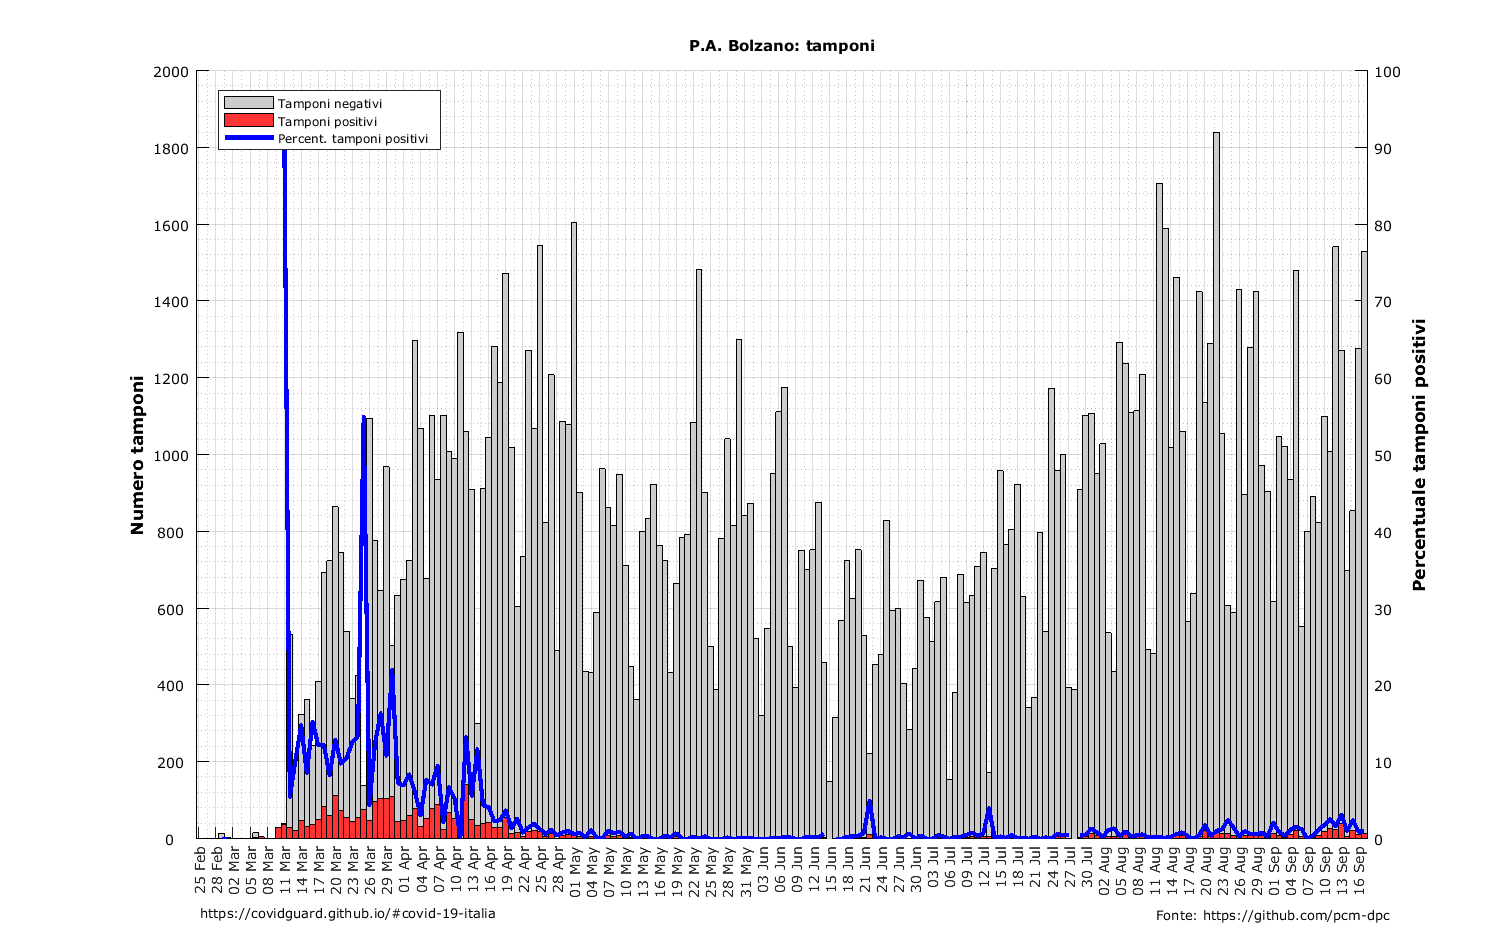 P.A. Bolzano: tamponi
2000
1800
1600
1400
1200
1000
800
600
400
200
0
100
90
80
70
60
50
40
30
20
10
0
Tamponi negativi
Tamponi positivi
Percent. tamponi positivi
Numero tamponi
Percentuale tamponi positivi
25 Feb
28 Feb
02 Mar
05 Mar
08 Mar
11 Mar
14 Mar
17 Mar
20 Mar
23 Mar
26 Mar
29 Mar
01 Apr
04 Apr
07 Apr
10 Apr
13 Apr
16 Apr
19 Apr
22 Apr
25 Apr
28 Apr
01 May
04 May
07 May
10 May
13 May
16 May
19 May
22 May
25 May
28 May
31 May
03 Jun
06 Jun
09 Jun
12 Jun
15 Jun
18 Jun
21 Jun
24 Jun
27 Jun
30 Jun
03 Jul
06 Jul
09 Jul
12 Jul
15 Jul
18 Jul
21 Jul
24 Jul
27 Jul
30 Jul
02 Aug
05 Aug
08 Aug
11 Aug
14 Aug
17 Aug
20 Aug
23 Aug
26 Aug
29 Aug
01 Sep
04 Sep
07 Sep
10 Sep
13 Sep
16 Sep
https://covidguard.github.io/#covid-19-italia
Fonte: https://github.com/pcm-dpc